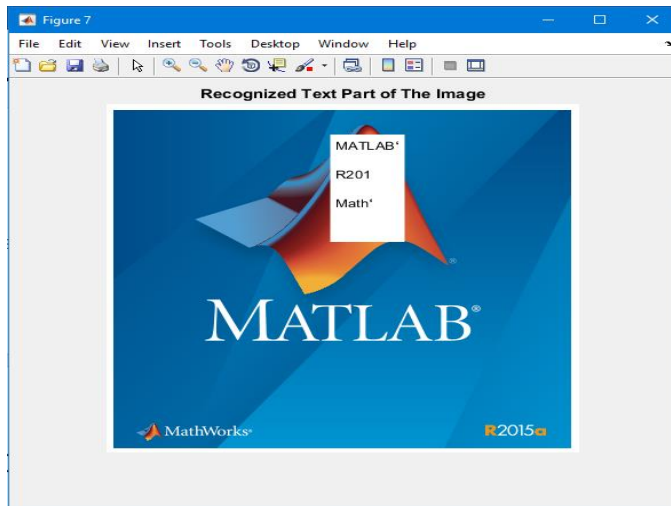 Figure 7
File Edit View Insert Tools Desktop Window Help
Recognized Text Part of The Image
MATLAB‘
R201
Math‘
®
MATLAB®
MathWorks® R2015a